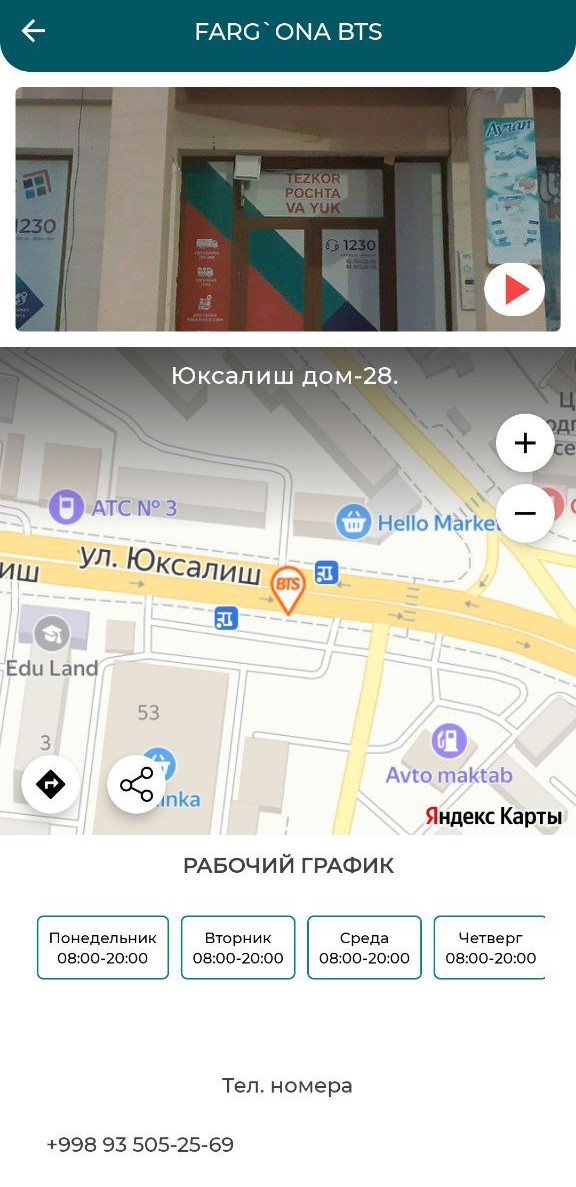 FARG`ONA BTS
Аулап
TEZKOR
POCHTA
VA YUK
1230
1230
Юксалиш дом-28.
АТС № 3
Hello Marke
ул. Юксалиш
иш
BTS
Edu Land
53
3
inka
Avto maktab
Яндекс Карты
РАБОЧИЙ ГРАФИК
Понедельник
08:00-20:00
Вторник
08:00-20:00
Среда
08:00-20:00
Четверг
08:00-20:00
Тел. номера
+998 93 505-25-69